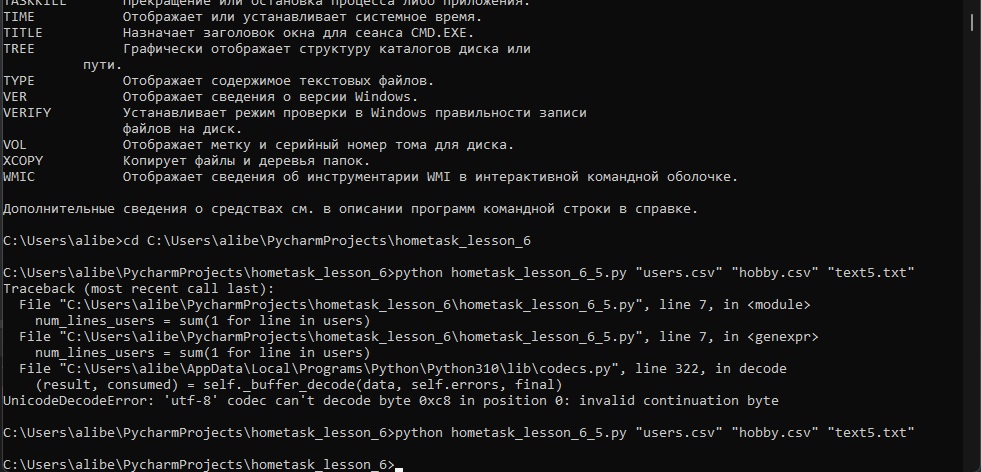 TASKKILL       Прекращение или остановка процесса либо приложения.
TIME           Отображает или устанавливает системное время.
TITLE          Назначает заголовок окна для сеанса CMD.EXE.
TREE           Графически отображает структуру каталогов диска или
          пути.
TYPE           Отображает содержимое текстовых файлов.
VER            Отображает сведения о версии Windows.
VERIFY         Устанавливает режим проверки в Windows правильности записи
               файлов на диск.
VOL            Отображает метку и серийный номер тома для диска.
XCOPY          Копирует файлы и деревья папок.
WMIC           Отображает сведения об инструментарии WMI в интерактивной командной оболочке.

Дополнительные сведения о средствах см. в описании программ командной строки в справке.

C:\Users\alibe>cd C:\Users\alibe\PycharmProjects\hometask_lesson_6

C:\Users\alibe\PycharmProjects\hometask_lesson_6>python hometask_lesson_6_5.py "users.csv" "hobby.csv" "text5.txt"
Traceback (most recent call last):
  File "C:\Users\alibe\PycharmProjects\hometask_lesson_6\hometask_lesson_6_5.py", line 7, in <module>
    num_lines_users = sum(1 for line in users)
  File "C:\Users\alibe\PycharmProjects\hometask_lesson_6\hometask_lesson_6_5.py", line 7, in <genexpr>
    num_lines_users = sum(1 for line in users)
  File "C:\Users\alibe\AppData\Local\Programs\Python\Python310\lib\codecs.py", line 322, in decode
    (result, consumed) = self._buffer_decode(data, self.errors, final)
UnicodeDecodeError: 'utf-8' codec can't decode byte 0xc8 in position 0: invalid continuation byte

C:\Users\alibe\PycharmProjects\hometask_lesson_6>python hometask_lesson_6_5.py "users.csv" "hobby.csv" "text5.txt"

C:\Users\alibe\PycharmProjects\hometask_lesson_6>